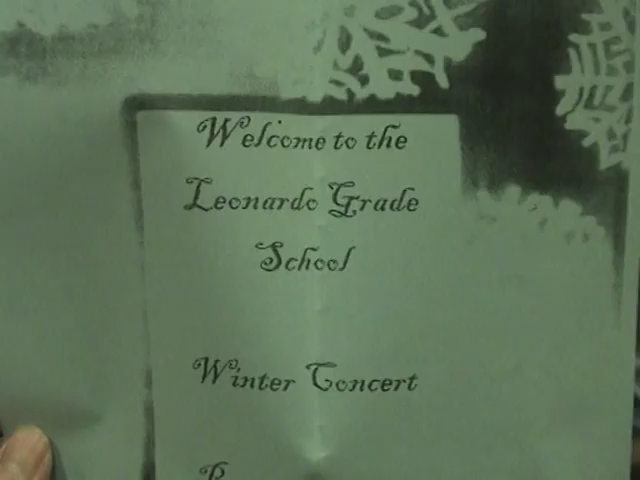 Welcome to the
Leonardo Grade
School
Winter Concert